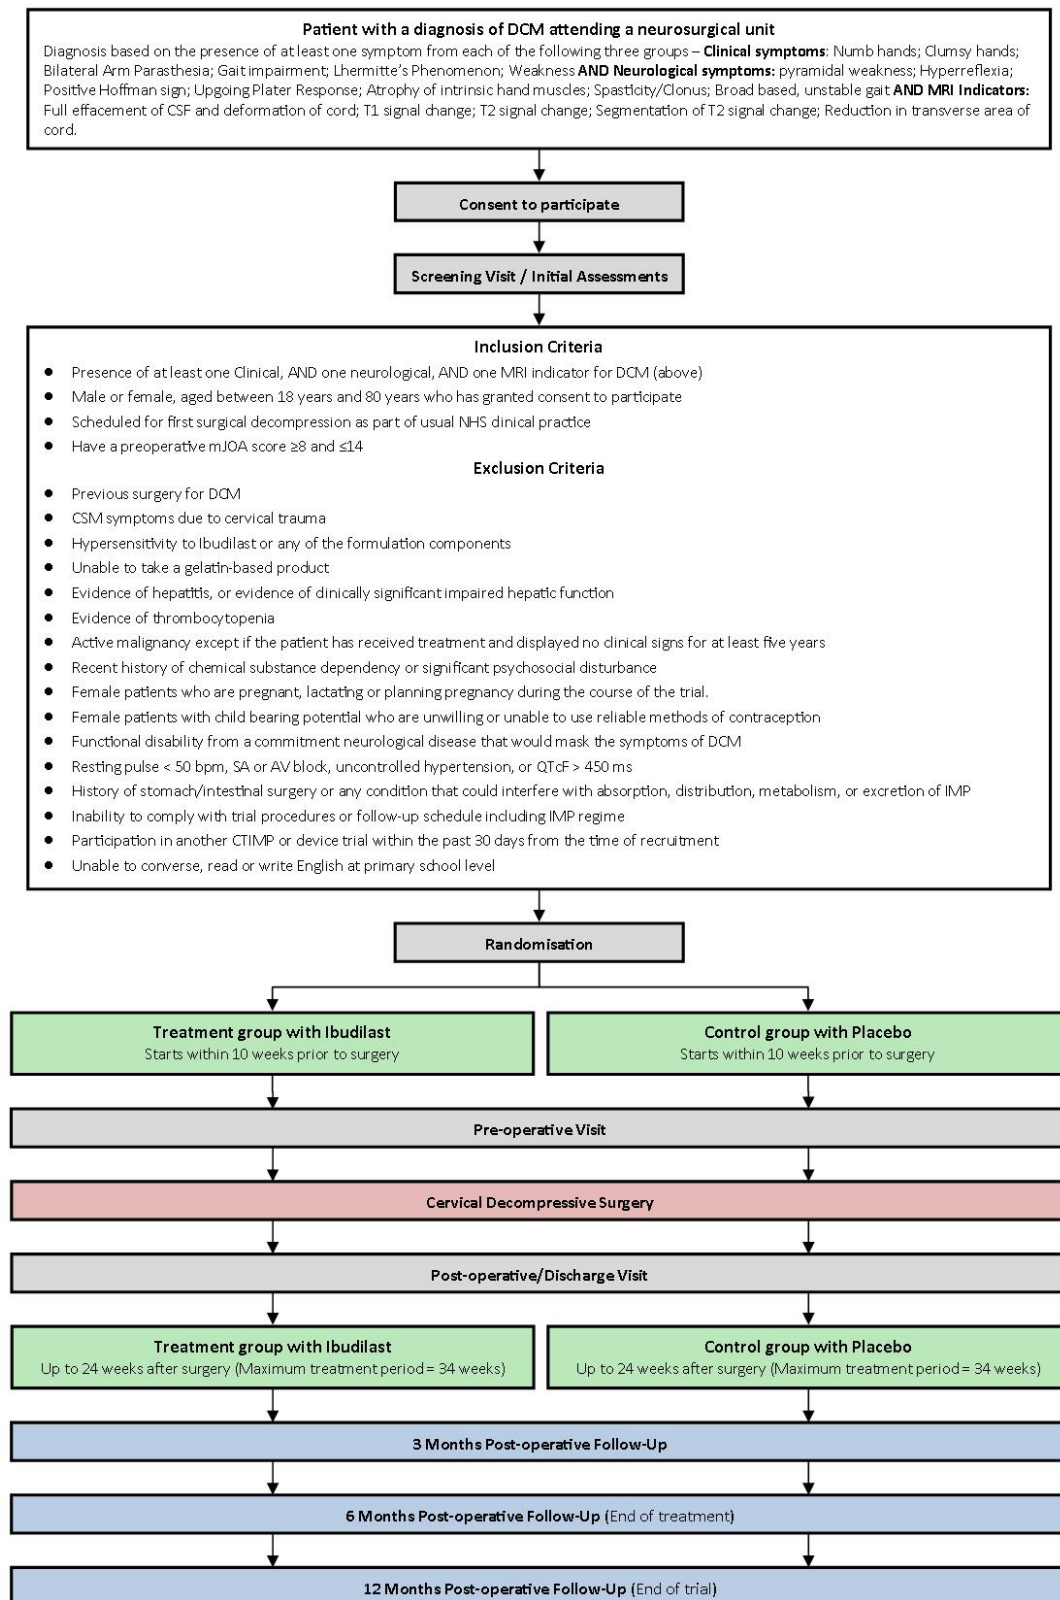 Patient with a diagnosis of DCM attending a neurosurgical unit
Diagnosis based on the presence of at least one symptom from each of the following three groups – Clinical symptoms: Numb hands; Clumsy hands;
Bilateral Arm Parasthesia; Gait impairment; Lhermitte's Phenomenon; Weakness AND Neurological symptoms: pyramidal weakness; Hyperreflexia;
Positive Hoffman sign; Upgoing Plater Response; Atrophy of intrinsic hand muscles; Spasticity/Clonus; Broad based, unstable gait AND MRI Indicators:
Full effacement of CSF and deformation of cord; T1 signal change; T2 signal change; Segmentation of T2 signal change; Reduction in transverse area of
cord.
Consent to participate
Screening Visit / Initial Assessments
Inclusion Criteria
● Presence of at least one Clinical, AND one neurological, AND one MRI indicator for DCM (above)
● Male or female, aged between 18 years and 80 years who has granted consent to participate
● Scheduled for first surgical decompression as part of usual NHS clinical practice
● Have a preoperative mJOA score ≥8 and ≤14
Exclusion Criteria
● Previous surgery for DCM
● CSM symptoms due to cervical trauma
● Hypersensitivity to Ibudilast or any of the formulation components
● Unable to take a gelatin-based product
● Evidence of hepatitis, or evidence of clinically significant impaired hepatic function
● Evidence of thrombocytopenia
● Active malignancy except if the patient has received treatment and displayed no clinical signs for at least five years
● Recent history of chemical substance dependency or significant psychosocial disturbance
● Female patients who are pregnant, lactating or planning pregnancy during the course of the trial.
● Female patients with child bearing potential who are unwilling or unable to use reliable methods of contraception
● Functional disability from a commitment neurological disease that would mask the symptoms of DCM
● Resting pulse < 50 bpm, SA or AV block, uncontrolled hypertension, or QTcF > 450 ms
● History of stomach/intestinal surgery or any condition that could interfere with absorption, distribution, metabolism, or excretion of IMP
● Inability to comply with trial procedures or follow-up schedule including IMP regime
● Participation in another CTIMP or device trial within the past 30 days from the time of recruitment
● Unable to converse, read or write English at primary school level
Randomisation
Treatment group with Ibudilast
Starts within 10 weeks prior to surgery
Control group with Placebo
Starts within 10 weeks prior to surgery
Pre-operative Visit
Cervical Decompressive Surgery
Post-operative/Discharge Visit
Treatment group with Ibudilast
Up to 24 weeks after surgery (Maximum treatment period = 34 weeks)
Control group with Placebo
Up to 24 weeks after surgery (Maximum treatment period = 34 weeks)
3 Months Post-operative Follow-Up
6 Months Post-operative Follow-Up (End of treatment)
12 Months Post-operative Follow-Up (End of trial)